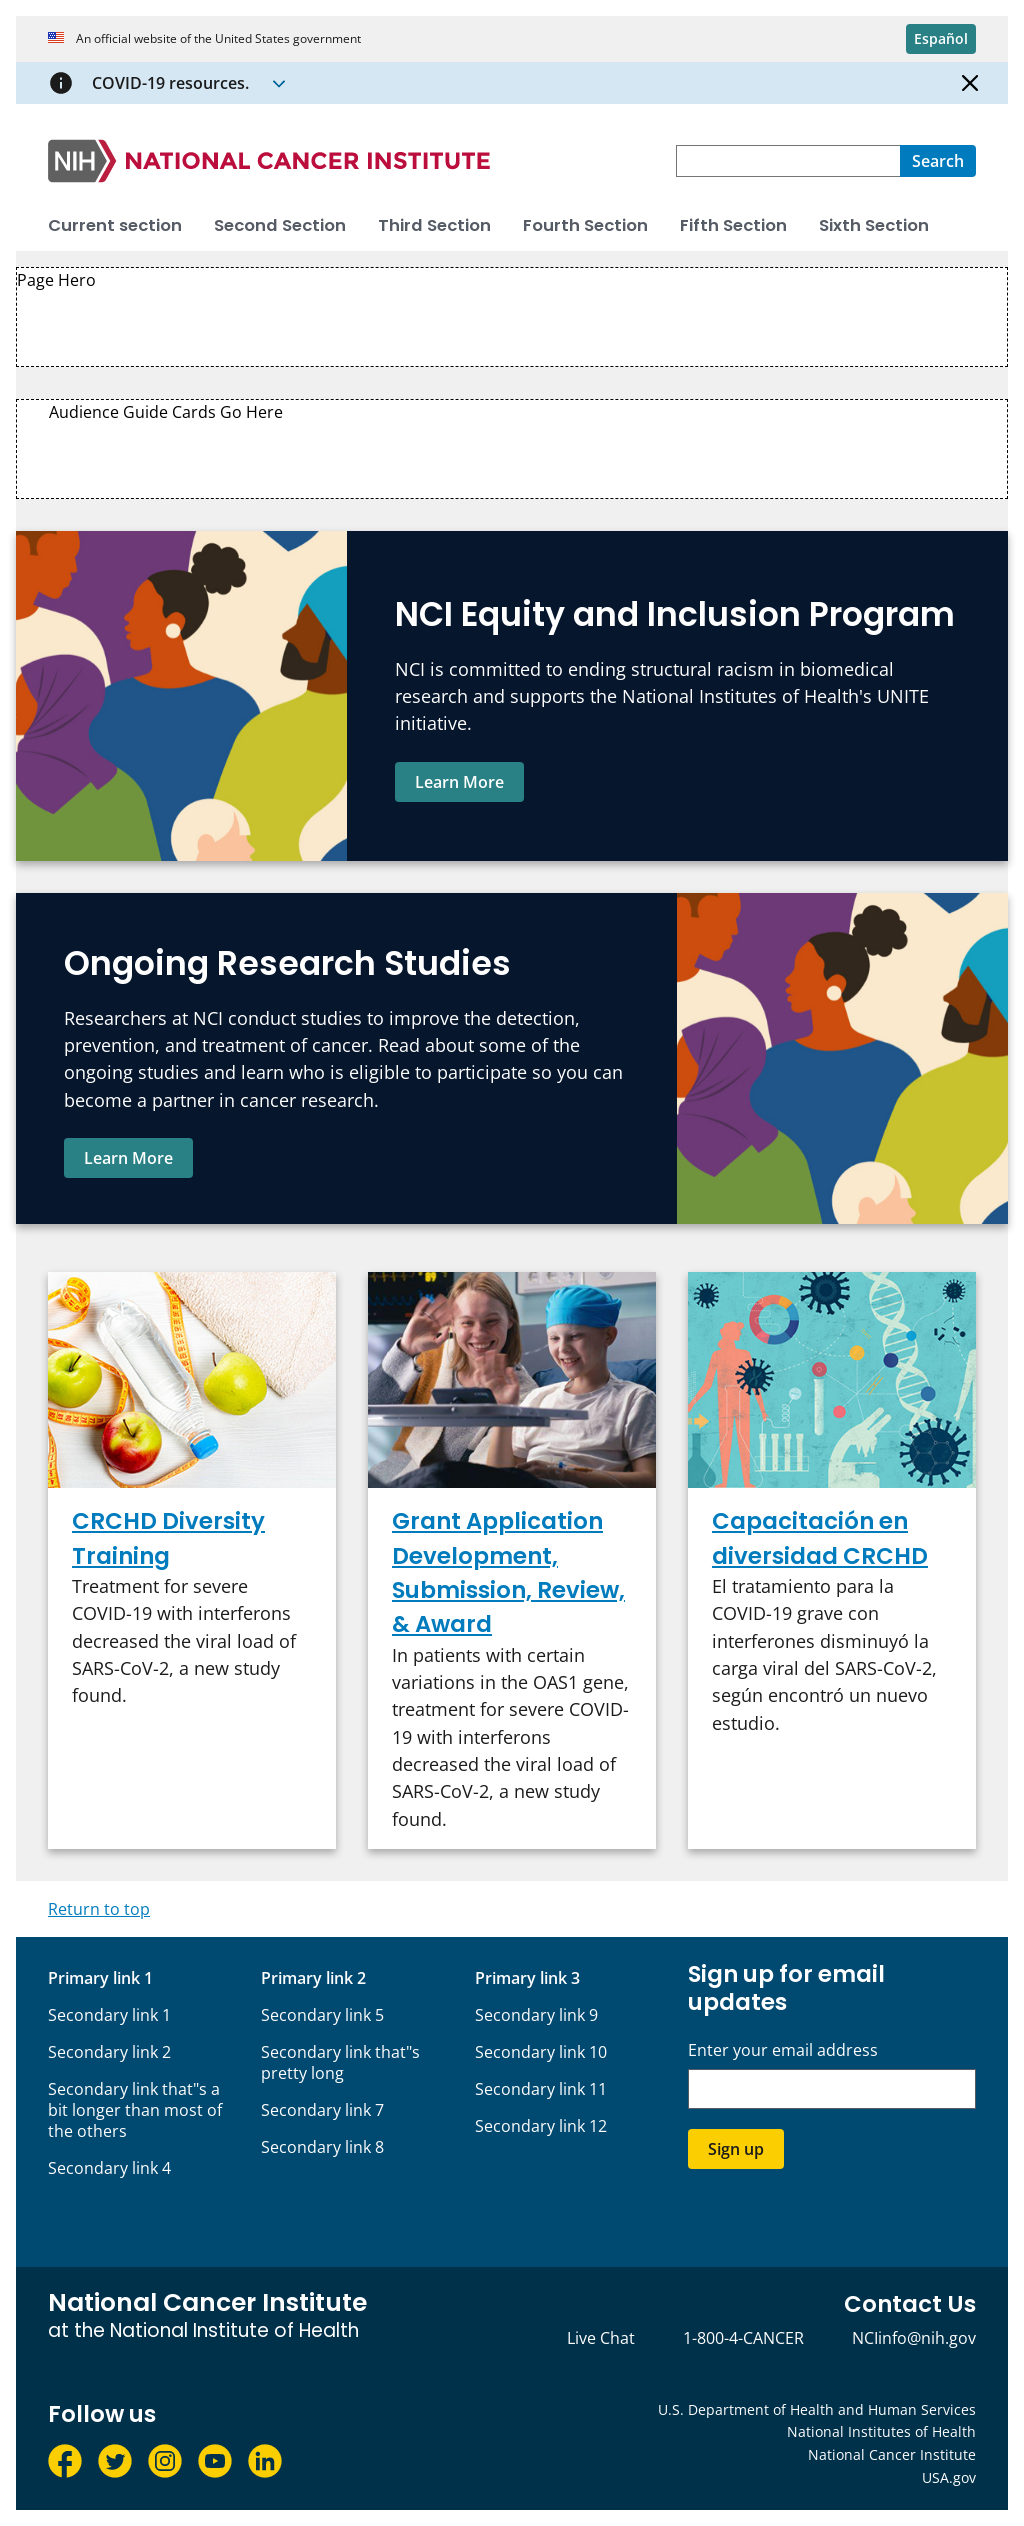 An official website of the United States government
Español
COVID-19 resources.
NIH NATIONAL CANCER INSTITUTE
Search
Current section Second Section Third Section Fourth Section Fifth Section Sixth Section
Page Hero
Audience Guide Cards Go Here
NCI Equity and Inclusion Program
NCI is committed to ending structural racism in biomedical
research and supports the National Institutes of Health's UNITE
initiative.
Learn More
Ongoing Research Studies
Researchers at NCI conduct studies to improve the detection,
prevention, and treatment of cancer. Read about some of the
ongoing studies and learn who is eligible to participate so you can
become a partner in cancer research.
Learn More
CRCHD Diversity
Training
Treatment for severe
COVID-19 with interferons
decreased the viral load of
SARS-CoV-2, a new study
found.
Grant Application
Development,
Submission, Review,
& Award
In patients with certain
variations in the OAS1 gene,
treatment for severe COVID-
19 with interferons
decreased the viral load of
SARS-CoV-2, a new study
found.
Capacitación en
diversidad CRCHD
El tratamiento para la
COVID-19 grave con
interferones disminuyó la
carga viral del SARS-CoV-2,
según encontró un nuevo
estudio.
Return to top
Primary link 1
Secondary link 1
Secondary link 2
Secondary link that"s a
bit longer than most of
the others
Secondary link 4
Primary link 2
Secondary link 5
Secondary link that"s
pretty long
Secondary link 7
Secondary link 8
Primary link 3
Secondary link 9
Secondary link 10
Secondary link 11
Secondary link 12
Sign up for email
updates
Enter your email address
Sign up
National Cancer Institute
at the National Institute of Health
Contact Us
Live Chat 1-800-4-CANCER NCIinfo@nih.gov
Follow us
U.S. Department of Health and Human Services
National Institutes of Health
National Cancer Institute
USA.gov